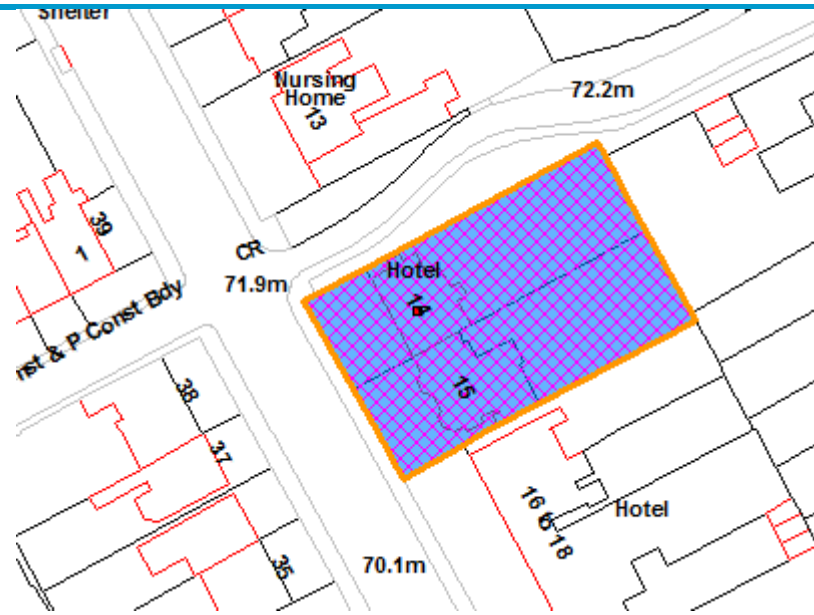 Shelter
Nursing
Home
13
72.2m
39
1
CR
71.9m
Hotel
14
nst & P Const Bdy
15
38
37
16 to 18
Hotel
35
70.1m